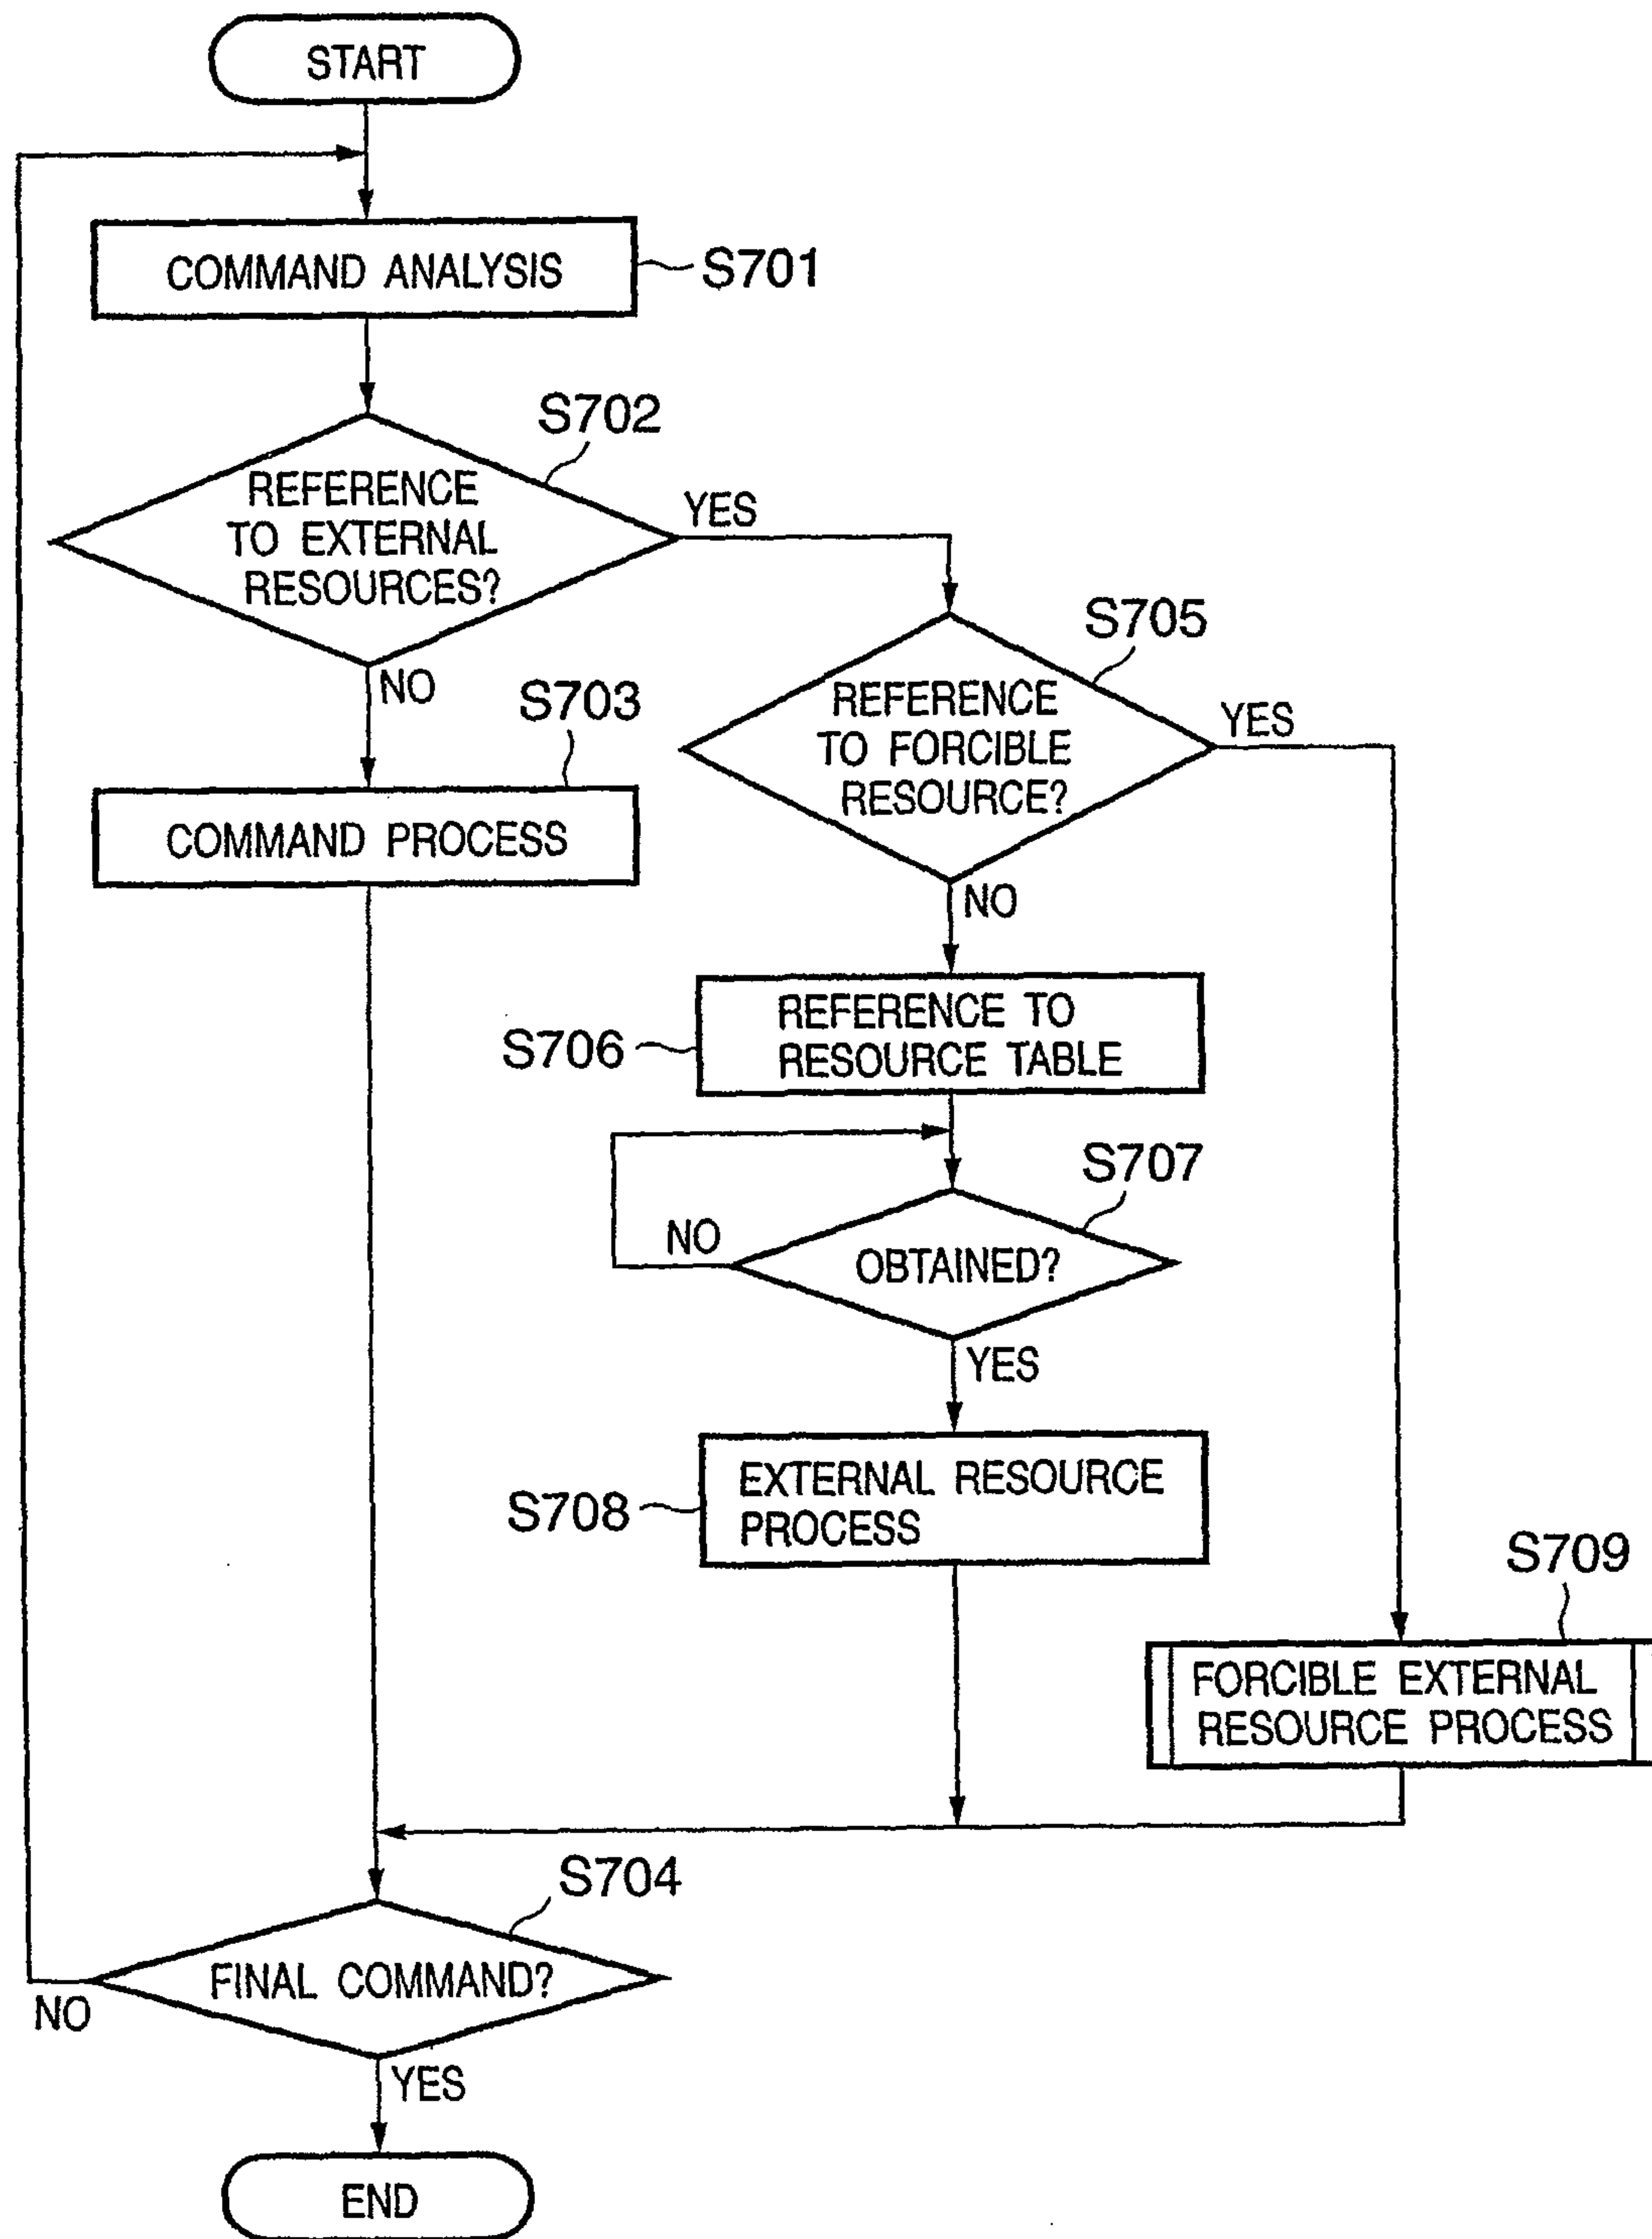 START
COMMAND ANALYSIS
S701
S702
REFERENCE
TO EXTERNAL
RESOURCES?
YES
NO
S703
COMMAND PROCESS
S705
REFERENCE
TO FORCIBLE
RESOURCE?
YES
NO
S706
REFERENCE TO
RESOURCE TABLE
S707
NO
OBTAINED?
YES
S708
EXTERNAL RESOURCE
PROCESS
S709
FORCIBLE EXTERNAL
RESOURCE PROCESS
S704
FINAL COMMAND?
NO
YES
END